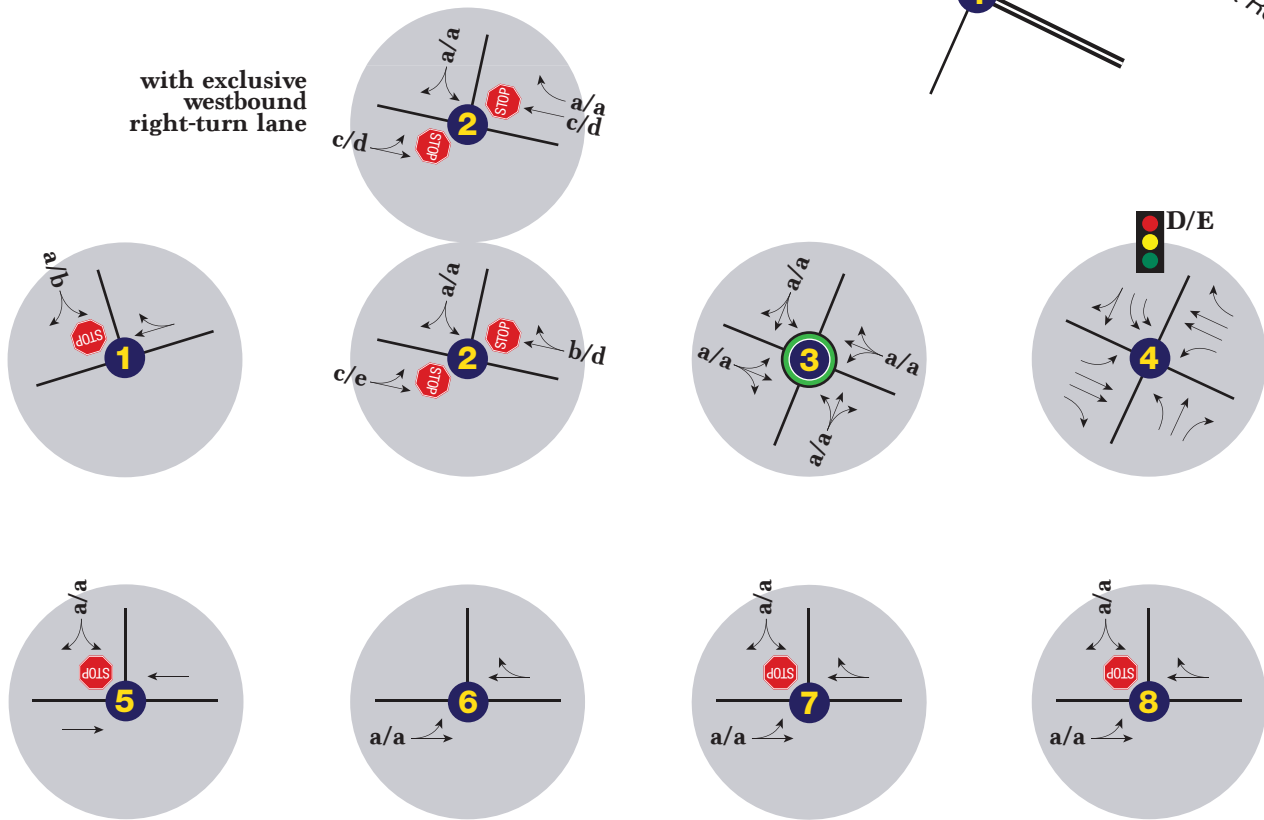 with exclusive
westbound
right-turn lane
a/a
STOP
a/a
c/d
2
c/d
STOP
D/E
a/b
STOP
1
a/a
STOP
b/d
2
c/e
STOP
a/a
a/a
3
a/a
a/a
4
a/a
STOP
5
6
a/a
a/a
STOP
7
a/a
a/a
STOP
8
a/a